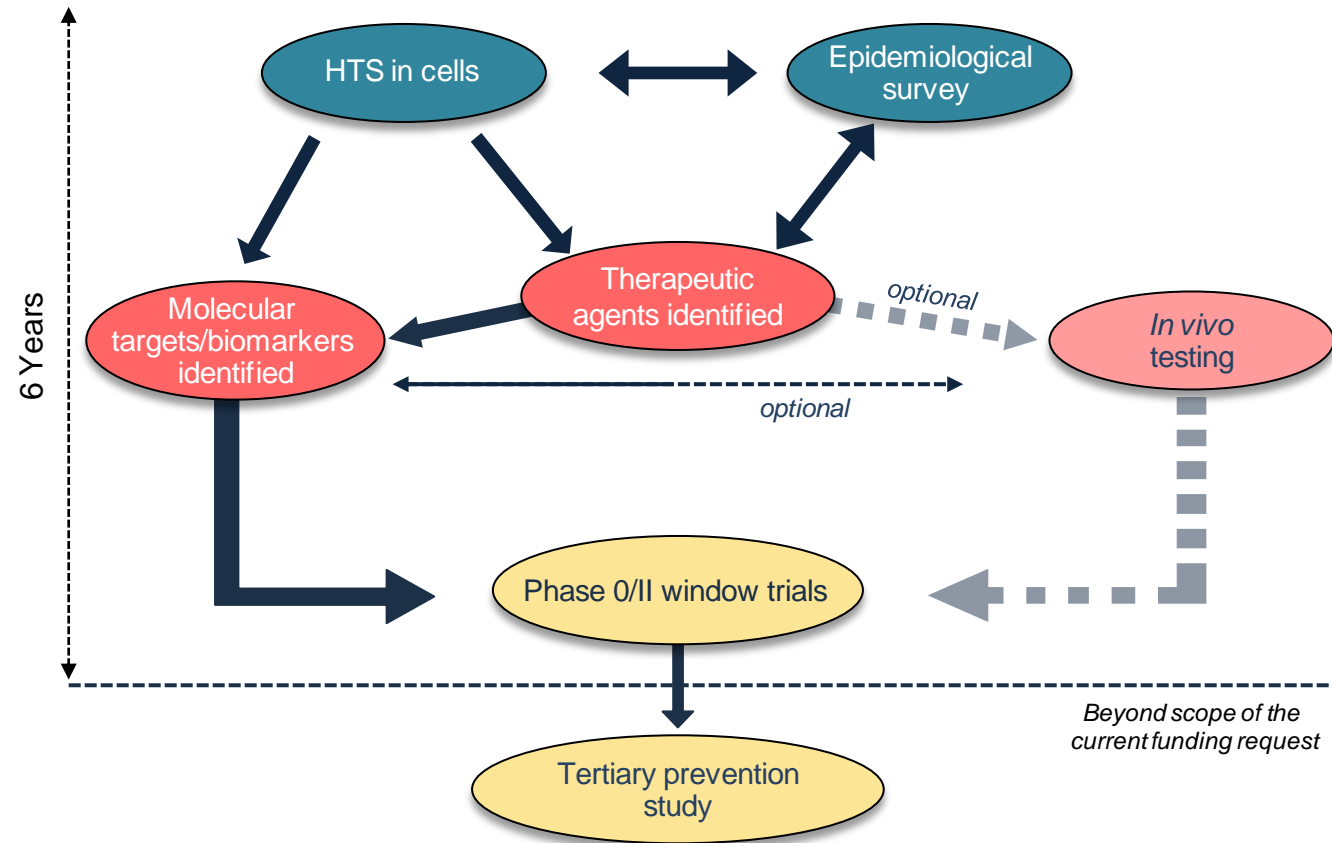 HTS in cells
Epidemiological
survey
6 Years
Therapeutic
agents identified
optional
Molecular
targets/biomarkers
identified
In vivo
testing
optional
Phase 0/II window trials
Beyond scope of the
current funding request
Tertiary prevention
study